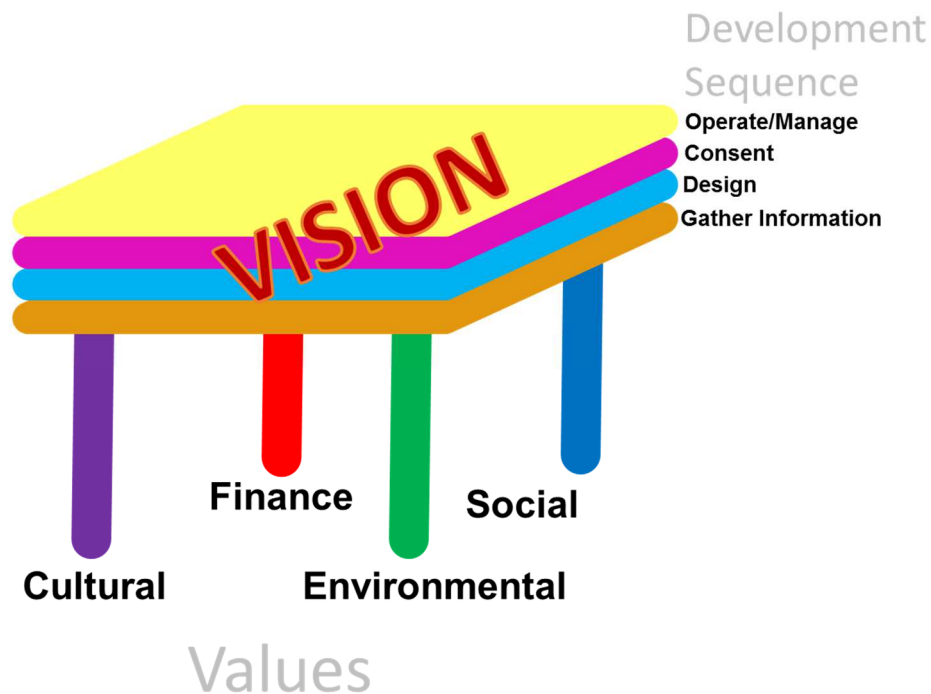 Development
Sequence
Operate/Manage
Consent
Design
Gather Information
VISION
Finance
Social
Cultural
Environmental
Values